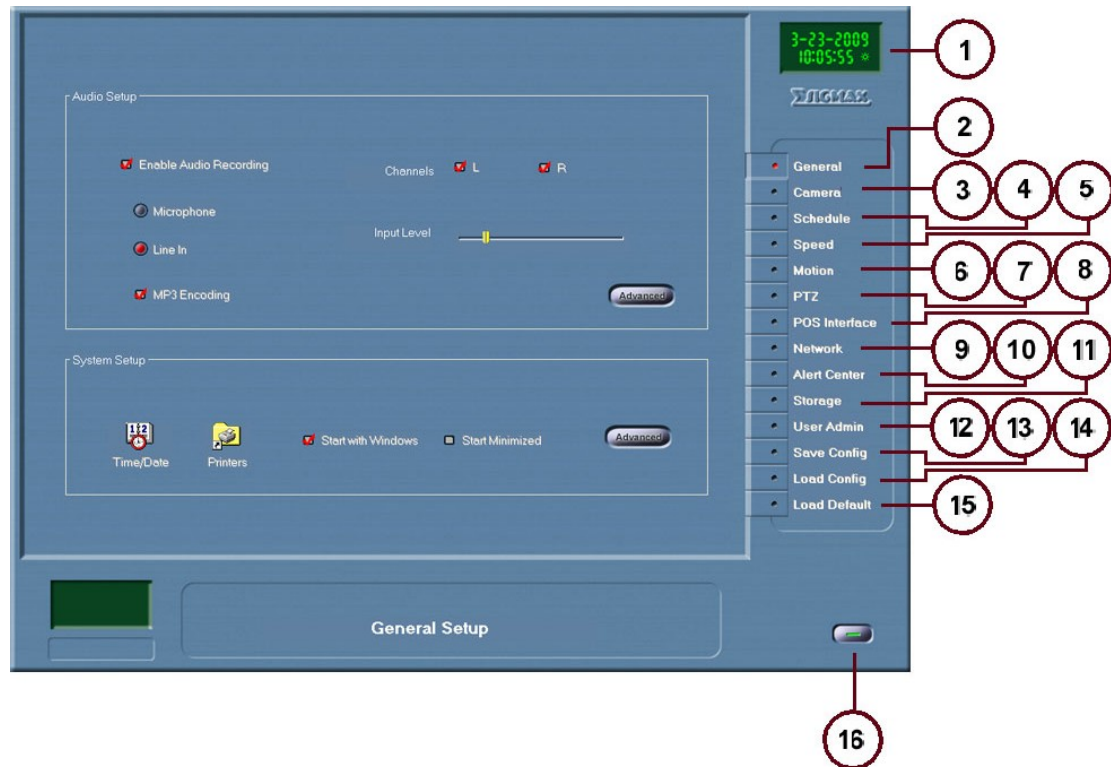 3-23-2009
10:05:55
1
ΣIGMAX
Audio Setup
Enable Audio Recording
Channels L R
Microphone
Input Level
Line In
MP3 Encoding
Advanced
System Setup
Time/Date
Printers
Start with Windows
Start Minimized
Advanced
General 2
Camera 3 4 5
Schedule
Speed
Motion 6 7 8
PTZ
POS Interface
Network 9 10 11
Alert Center
Storage
User Admin 12 13 14
Save Config
Load Config
Load Default 15
General Setup
16